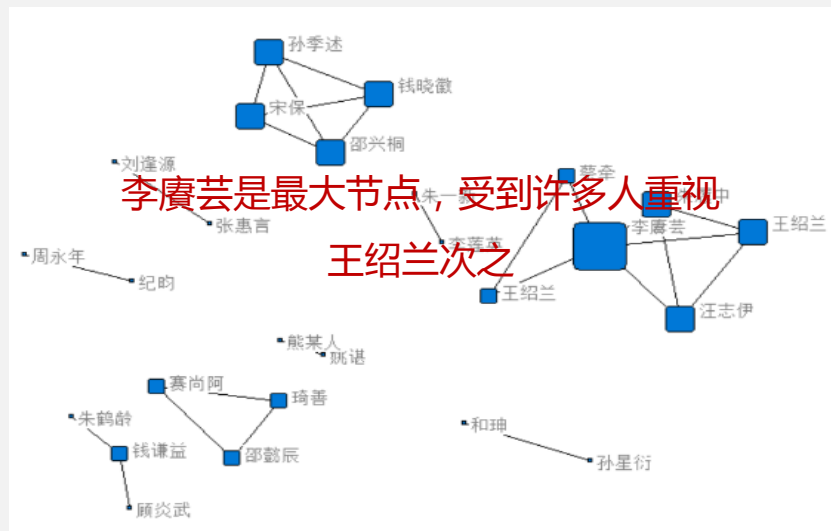 孙季述
钱晓徽
宋保
邵兴桐
刘逢源
李赓芸是最大节点，受到许多人重视
张惠言
李赓芸
王绍兰
周永年
王绍兰次之
纪昀
王绍兰
汪志伊
熊某人
姚谌
赛尚阿
琦善
朱鹤龄
和珅
钱谦益
邵懿辰
孙星衍
顾炎武